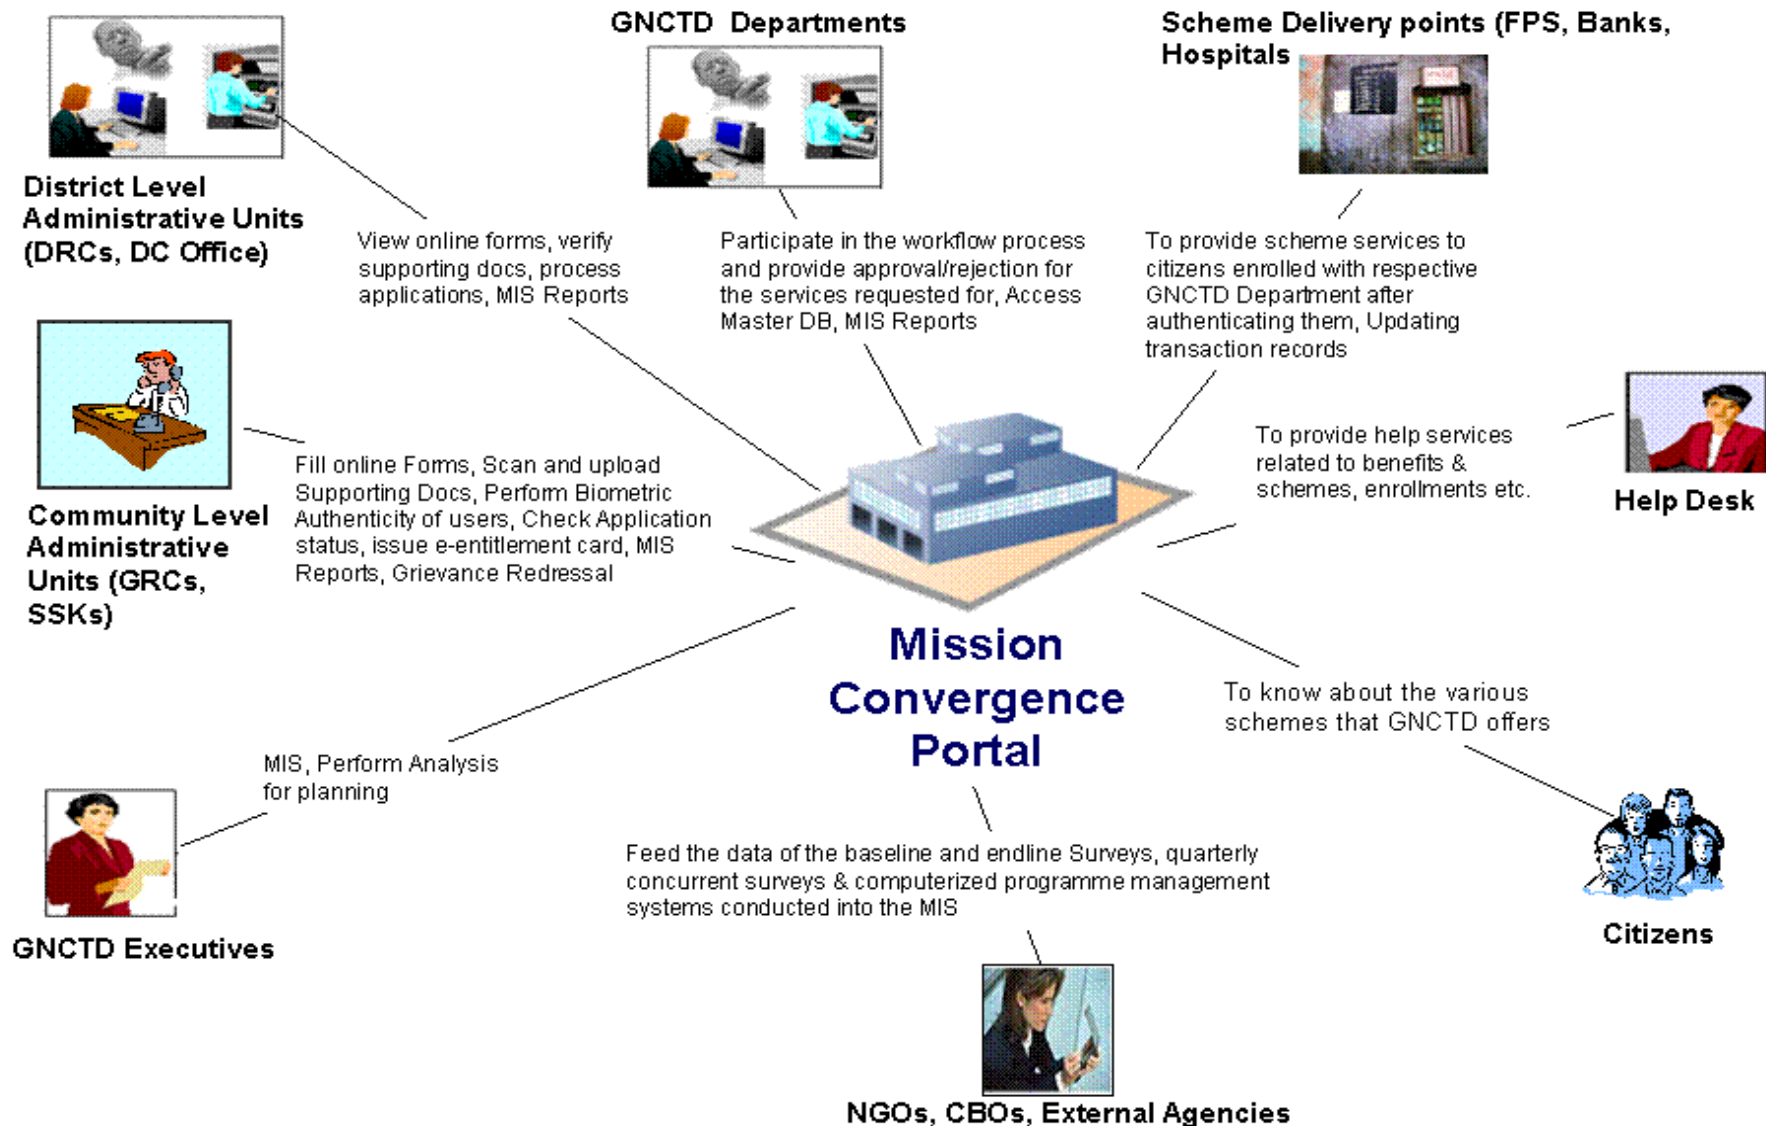 GNCTD  Departments
Scheme Delivery points (FPS, Banks,
Hospitals
District Level
Administrative Units
(DRCs, DC Office)
View online forms, verify
supporting docs, process
applications, MIS Reports
Participate in the workflow process
and provide approval/rejection for
the services requested for, Access
Master DB, MIS Reports
To provide scheme services to
citizens enrolled with respective
GNCTD Department after
authenticating them, Updating
transaction records
Community Level
Administrative
Units (GRCs,
SSKs)
Fill online Forms, Scan and upload
Supporting Docs, Perform Biometric
Authenticity of users, Check Application
status, issue e-entitlement card, MIS
Reports, Grievance Redressal
To provide help services
related to benefits &
schemes, enrollments etc.
Help Desk
Mission
Convergence
Portal
To know about the various
schemes that GNCTD offers
MIS, Perform Analysis
for planning
GNCTD Executives
Feed the data of the baseline and endline Surveys, quarterly
concurrent surveys & computerized programme management
systems conducted into the MIS
Citizens
NGOs, CBOs, External Agencies